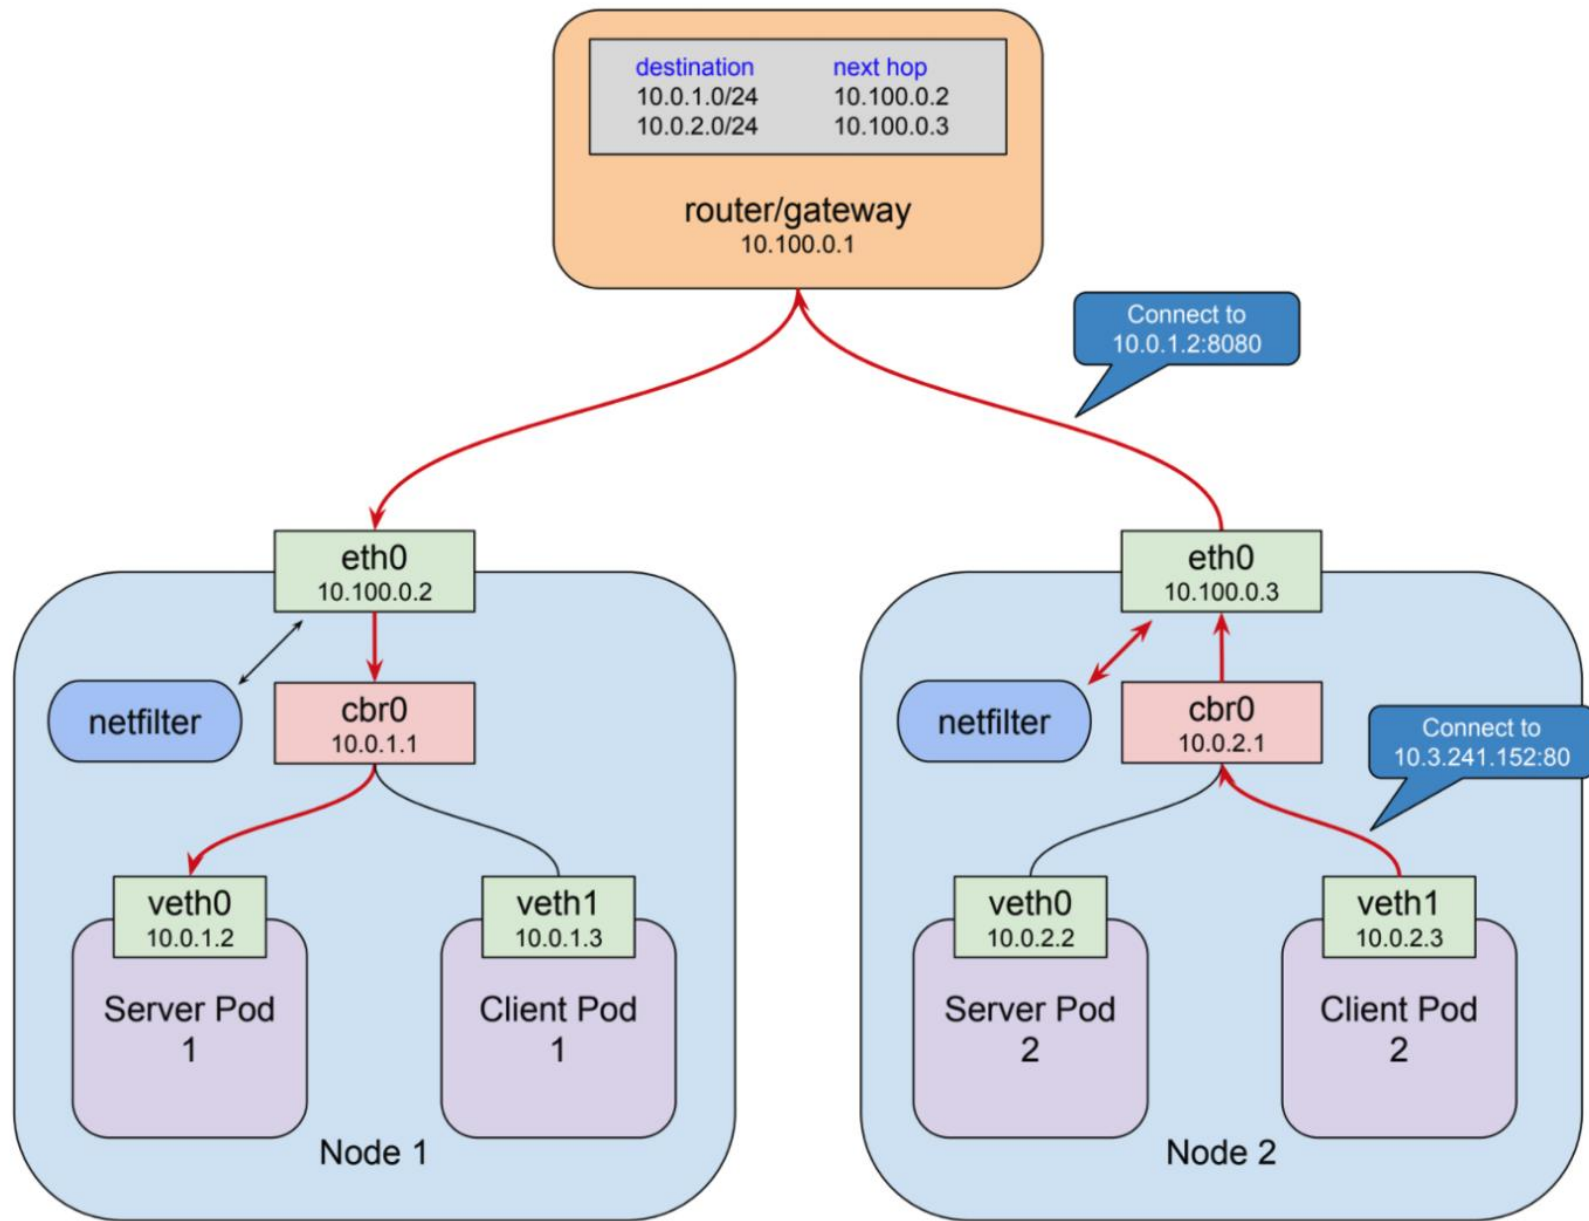 destination next hop
10.0.1.0/24 10.100.0.2
10.0.2.0/24 10.100.0.3
router/gateway
10.100.0.1
Connect to
10.0.1.2:8080
eth0
10.100.0.2
netfilter
cbr0
10.0.1.1
veth0
10.0.1.2
Server Pod
1
veth1
10.0.1.3
Client Pod
1
Node 1
eth0
10.100.0.3
netfilter
cbr0
10.0.2.1
Connect to
10.3.241.152:80
veth0
10.0.2.2
Server Pod
2
veth1
10.0.2.3
Client Pod
2
Node 2